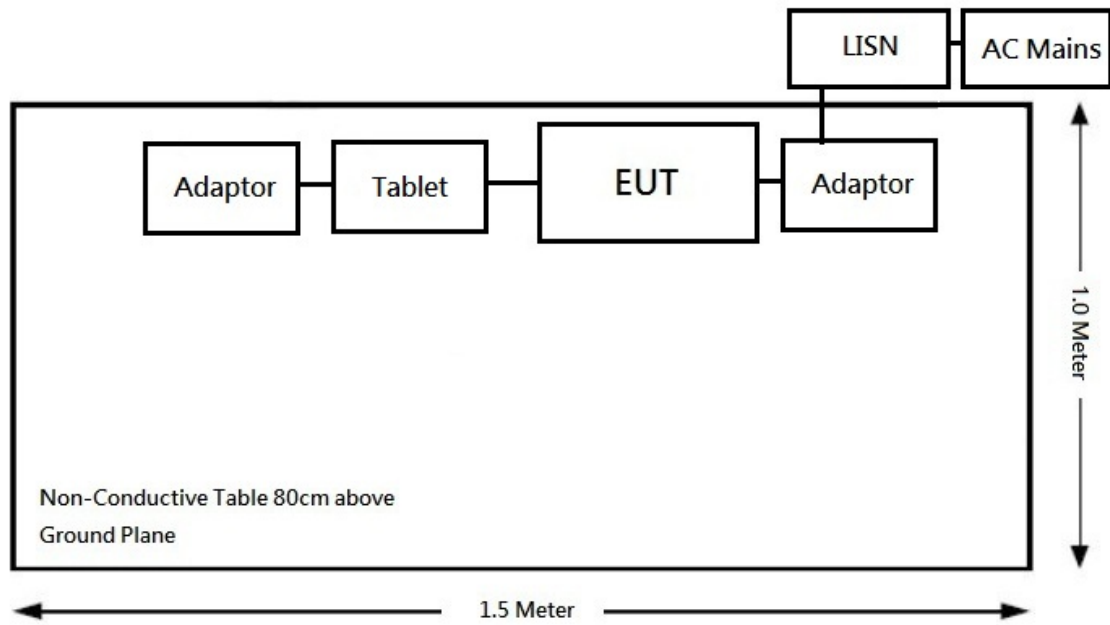 LISN
AC Mains
Adaptor
Tablet
EUT
Adaptor
1.0 Meter
Non-Conductive Table 80cm above
Ground Plane
1.5 Meter